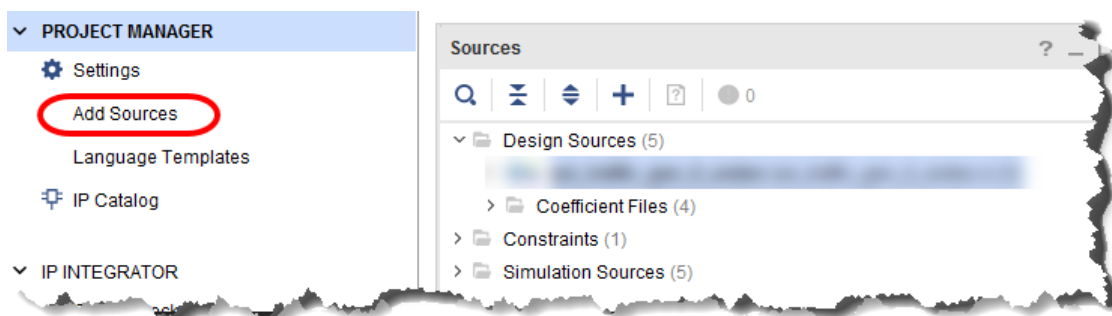 PROJECT MANAGER
Settings
Add Sources
Language Templates
IP Catalog
IP INTEGRATOR
Sources
? _
? 0
Design Sources (5)
Coefficient Files (4)
Constraints (1)
Simulation Sources (5)